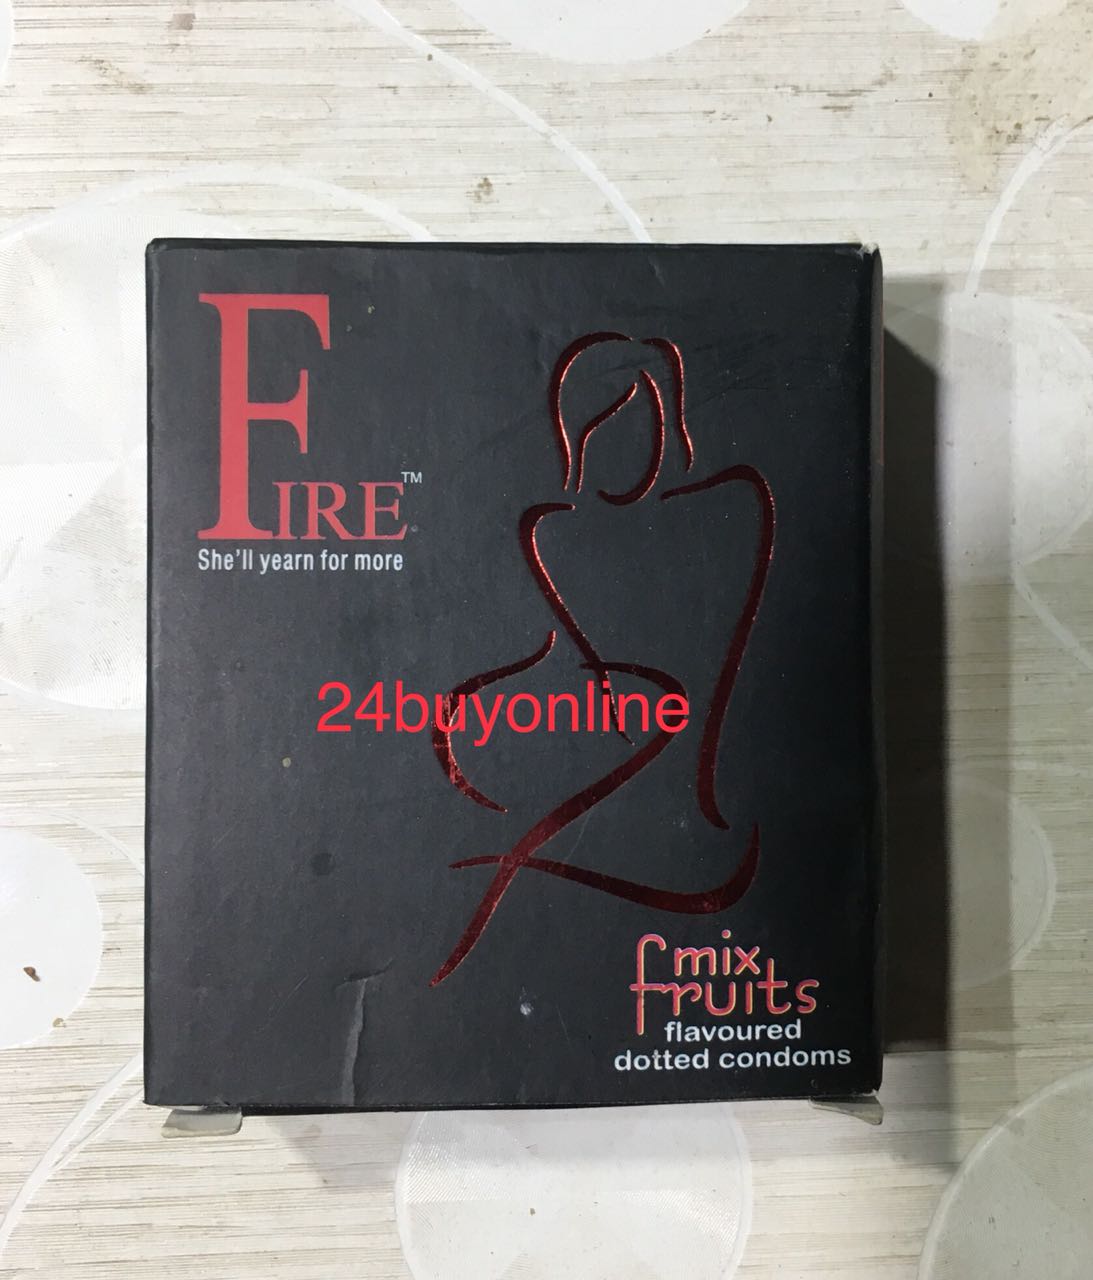 FIRE™
She'll yearn for more
24buyonline
mix
fruits
flavoured
dotted condoms